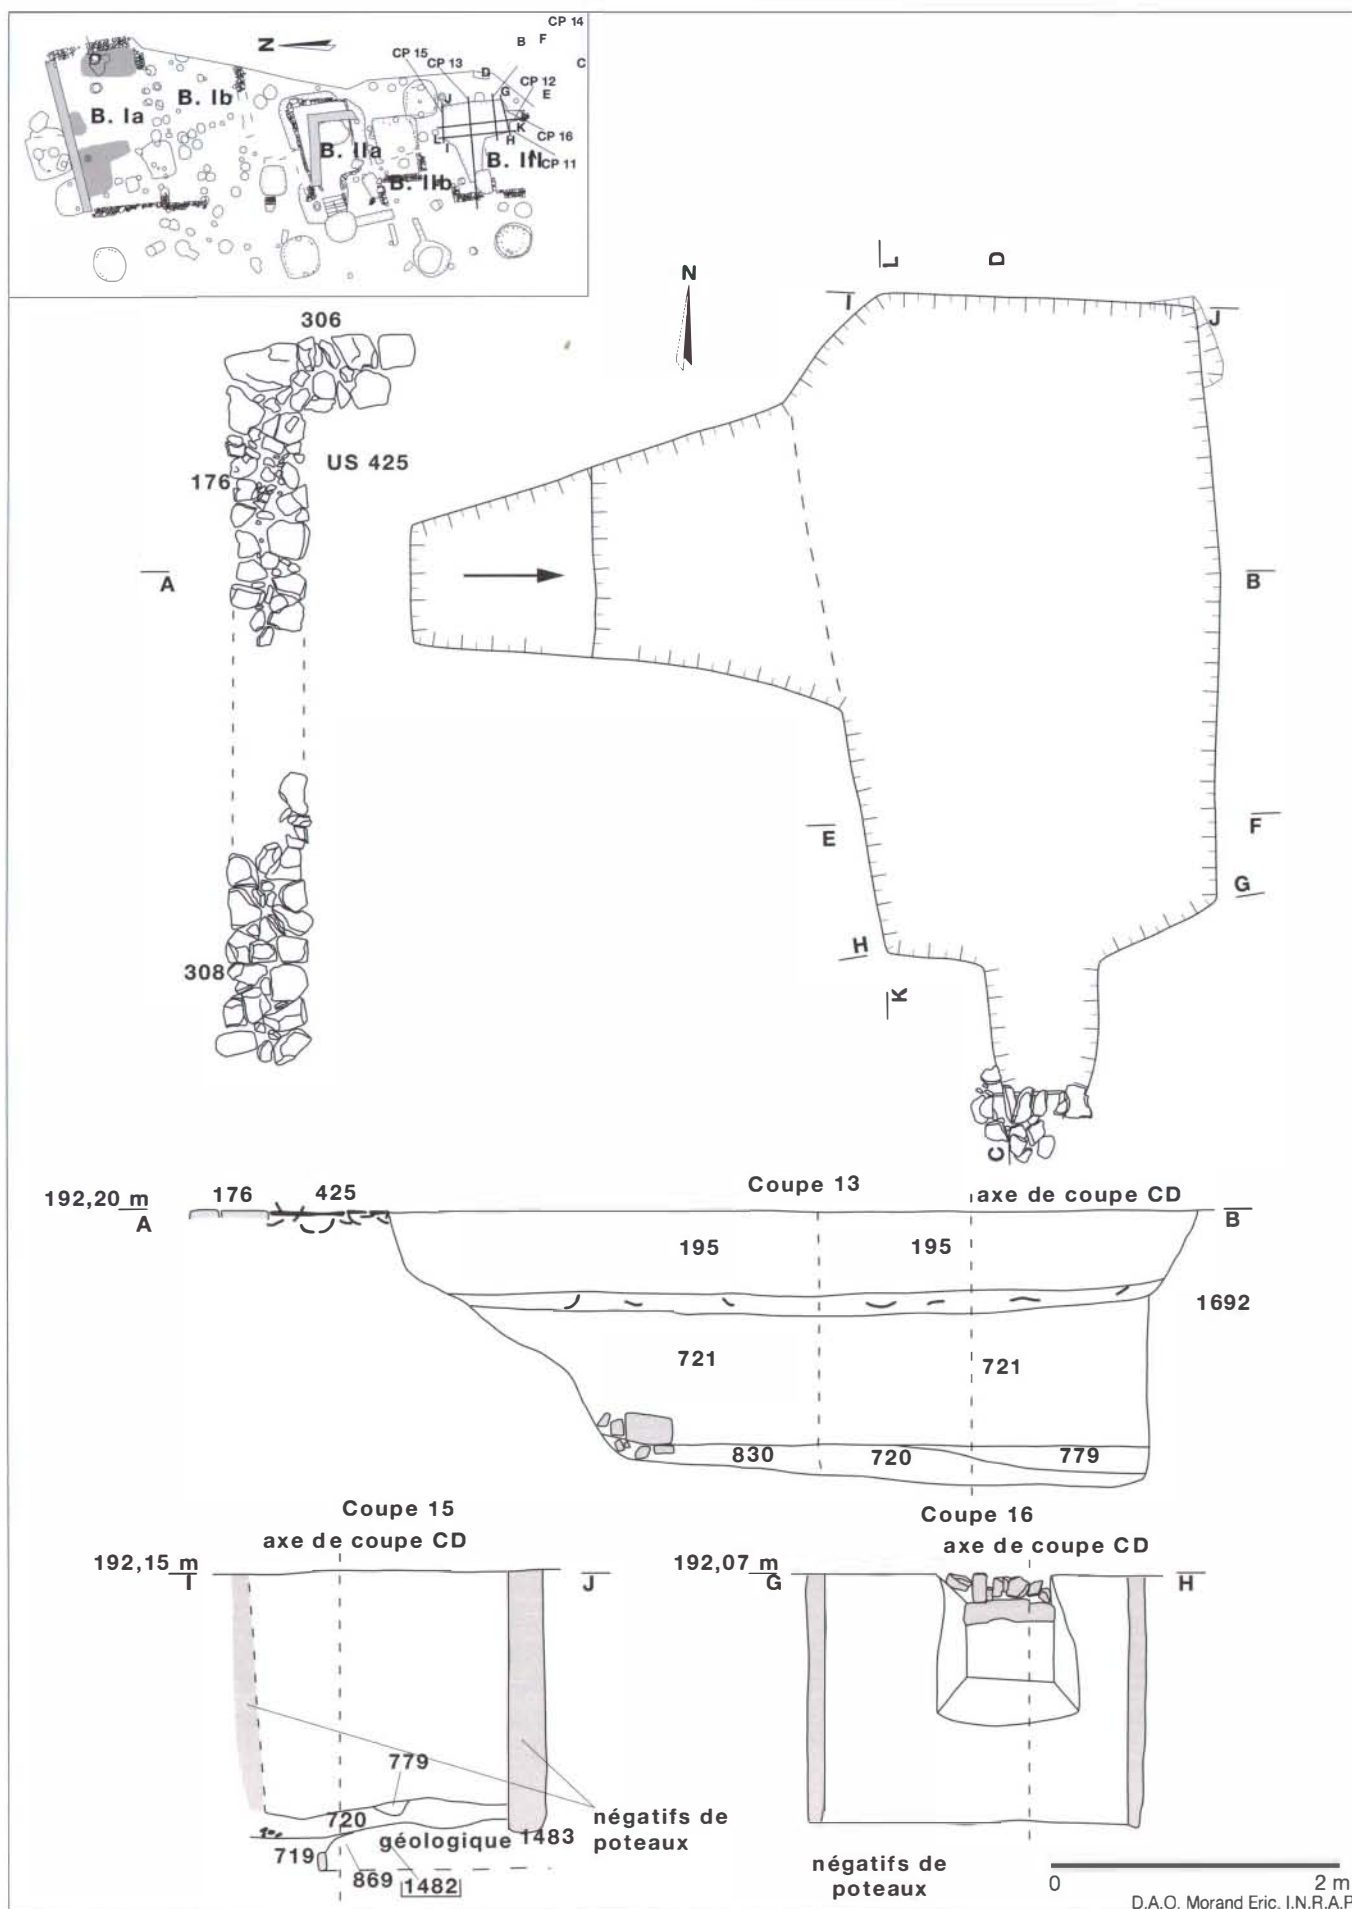 CP 14
B F
C
N
CP 15
CP 13
D
CP 12
E
G
J
K
CP 16
L
H
I
CP 11
B. Ia
B. Ib
B. IIa
B. IIb
B. III
306
US 425
176
308
N
L
D
I
J
A
B
E
F
G
H
K
C
Coupe 13
axe de coupe CD
192,20 m
A
176
425
B
195
195
1692
721
721
830
720
779
Coupe 15
axe de coupe CD
192,15 m
I
J
779
720
géologique
1483
719
869
1482
négatifs de
poteaux
Coupe 16
axe de coupe CD
192,07 m
G
H
négatifs de
poteaux
0
2 m
D.A.O. Morand Eric, I.N.R.A.P